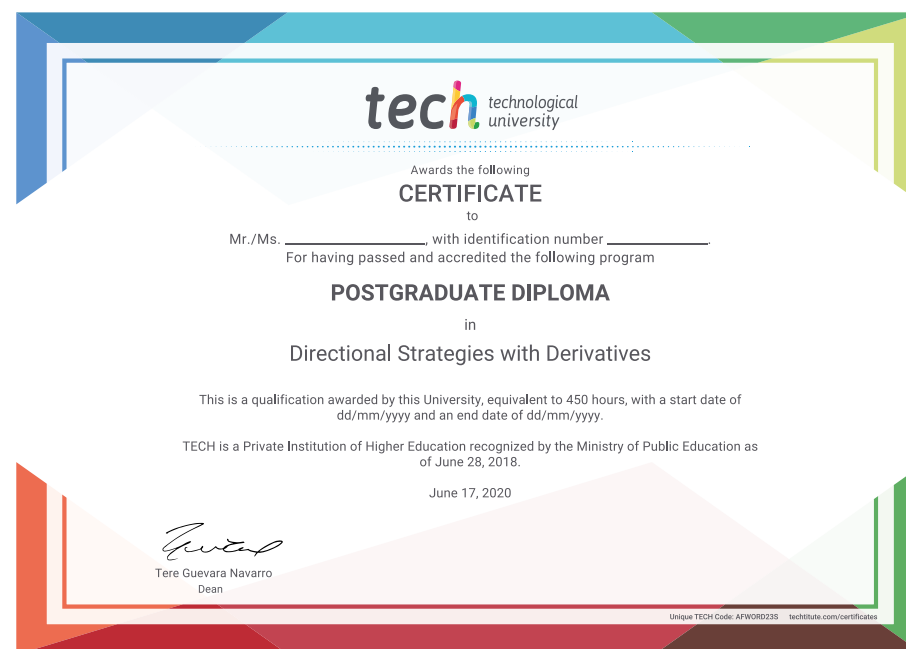 tech technological
university
Awards the following
CERTIFICATE
to
Mr./Ms. ____________________, with identification number ______________.
For having passed and accredited the following program
POSTGRADUATE DIPLOMA
in
Directional Strategies with Derivatives
This is a qualification awarded by this University, equivalent to 450 hours, with a start date of
dd/mm/yyyy and an end date of dd/mm/yyyy.
TECH is a Private Institution of Higher Education recognized by the Ministry of Public Education as
of June 28, 2018.
June 17, 2020
Tere Guevara Navarro
Dean
Unique TECH Code: AFWORD23S techtitute.com/certificates